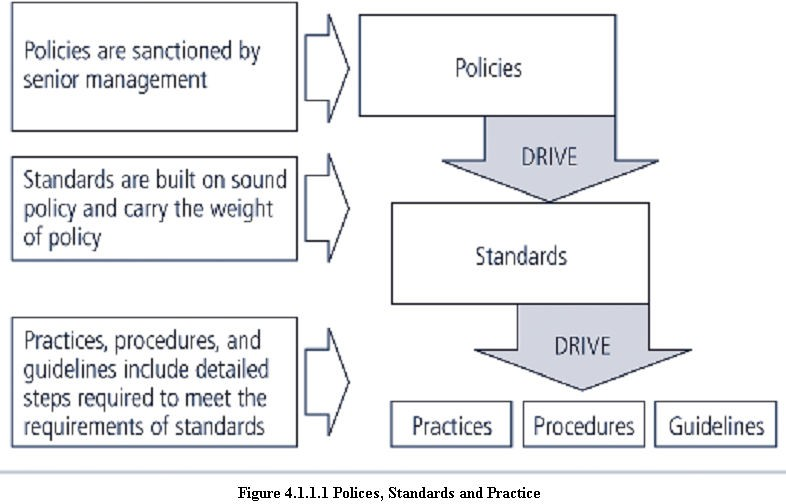 Policies are sanctioned by
senior management
Policies
DRIVE
Standards are built on sound
policy and carry the weight
of policy
Standards
DRIVE
Practices, procedures, and
guidelines include detailed
steps required to meet the
requirements of standards
Practices
Procedures
Guidelines
Figure 4.1.1.1 Polices, Standards and Practice